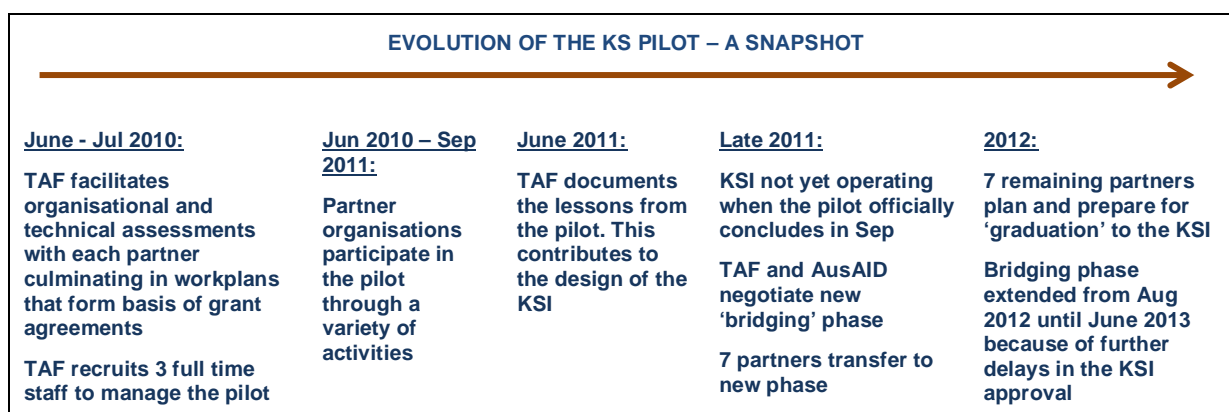 EVOLUTION OF THE KS PILOT – A SNAPSHOT
June - Jul 2010:
TAF facilitates
organisational and
technical assessments
with each partner
culminating in workplans
that form basis of grant
agreements
TAF recruits 3 full time
staff to manage the pilot
Jun 2010 – Sep
2011:
Partner
organisations
participate in
the pilot
through a
variety of
activities
June 2011:
TAF documents
the lessons from
the pilot. This
contributes to
the design of the
KSI
Late 2011:
KSI not yet operating
when the pilot officially
concludes in Sep
TAF and AusAID
negotiate new
‘bridging’ phase
7 partners transfer to
new phase
2012:
7 remaining partners
plan and prepare for
‘graduation’ to the KSI
Bridging phase
extended from Aug
2012 until June 2013
because of further
delays in the KSI
approval